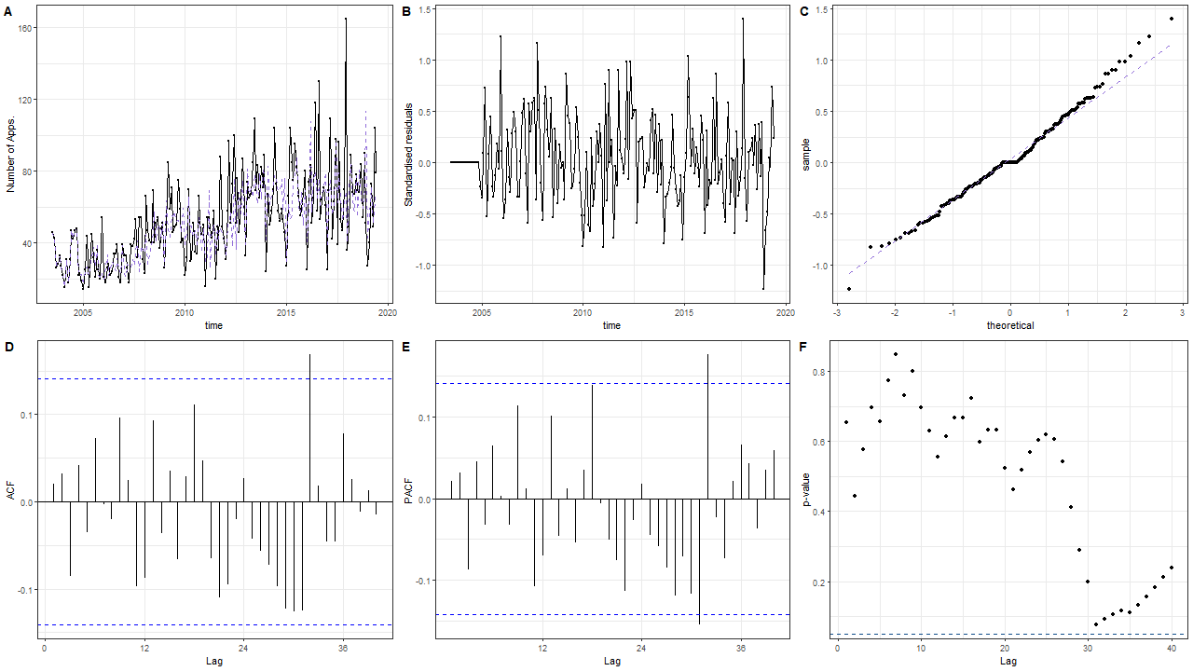 A
Number of Apps.
160
120
80
40
2005
2010
2015
2020
time
B
Standardised residuals
1.5
1.0
0.5
0.0
-0.5
-1.0
2005
2010
2015
2020
time
C
sample
1.5
1.0
0.5
0.0
-0.5
-1.0
-3
-2
-1
0
1
2
3
theoretical
D
ACF
0.1
0.0
-0.1
0
12
24
36
Lag
E
PACF
0.1
0.0
-0.1
12
24
36
Lag
F
p-value
0.8
0.6
0.4
0.2
0
10
20
30
40
Lag